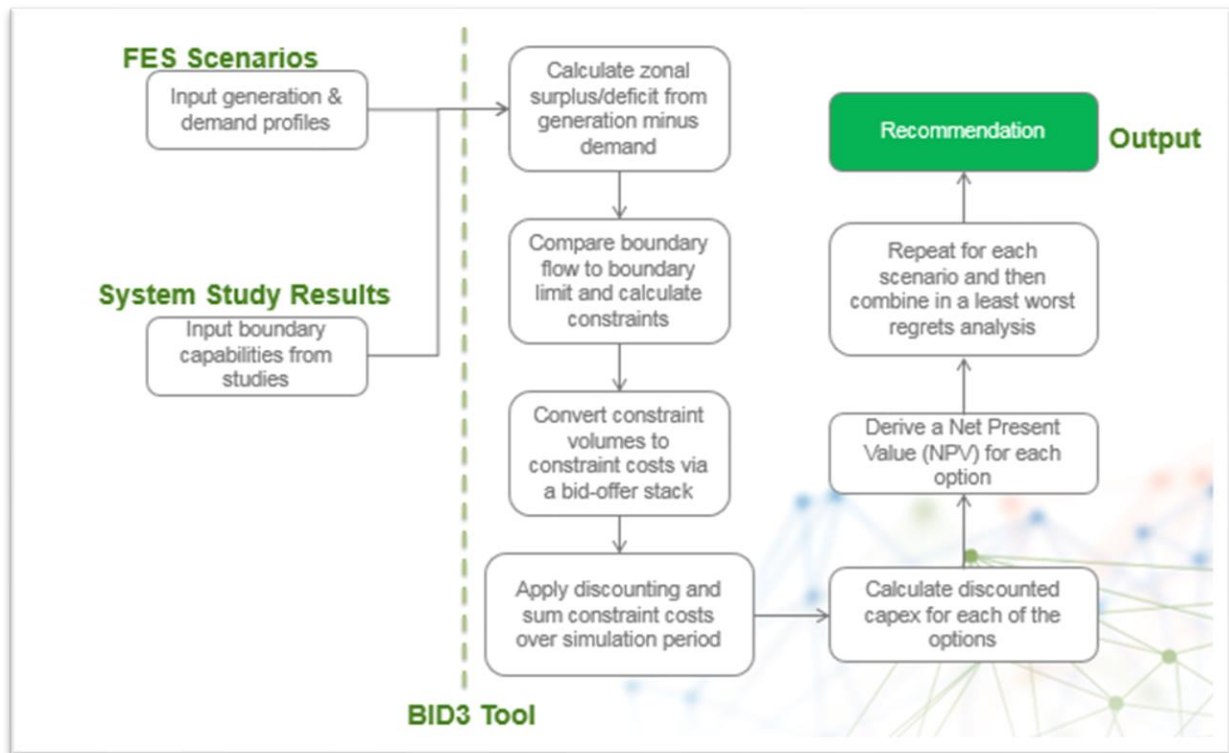 FES Scenarios
Input generation &
demand profiles
System Study Results
Input boundary
capabilities from
studies
BID3 Tool
Calculate zonal
surplus/deficit from
generation minus
demand
Compare boundary
flow to boundary
limit and calculate
constraints
Convert constraint
volumes to
constraint costs via
a bid-offer stack
Apply discounting and
sum constraint costs
over simulation period
Calculate discounted
capex for each of the
options
Derive a Net Present
Value (NPV) for each
option
Repeat for each
scenario and then
combine in a least worst
regrets analysis
Recommendation
Output